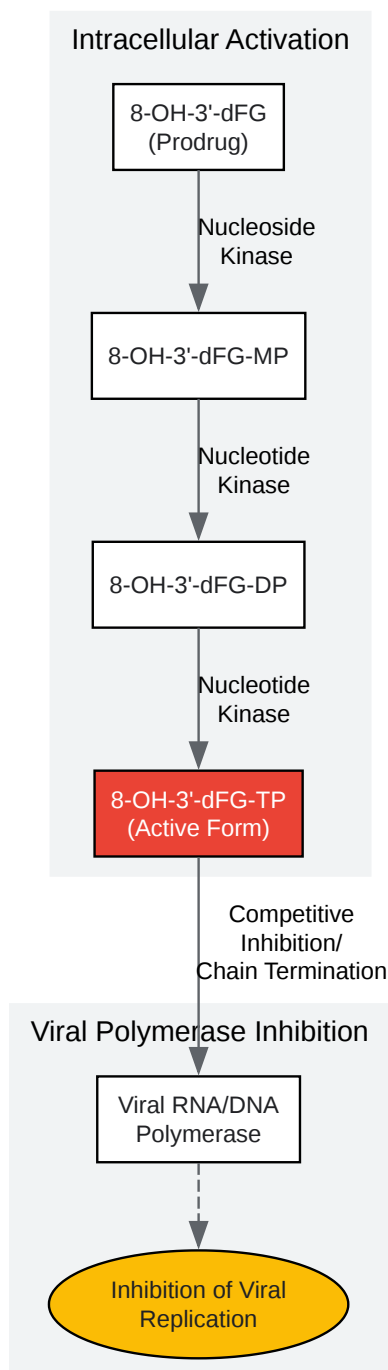 Intracellular Activation
8-OH-3'-dFG
(Prodrug)
Nucleoside
Kinase
8-OH-3'-dFG-MP
Nucleotide
Kinase
8-OH-3'-dFG-DP
Nucleotide
Kinase
8-OH-3'-dFG-TP
(Active Form)
Competitive
Inhibition/
Chain Termination
Viral Polymerase Inhibition
Viral RNA/DNA
Polymerase
Inhibition of Viral
Replication